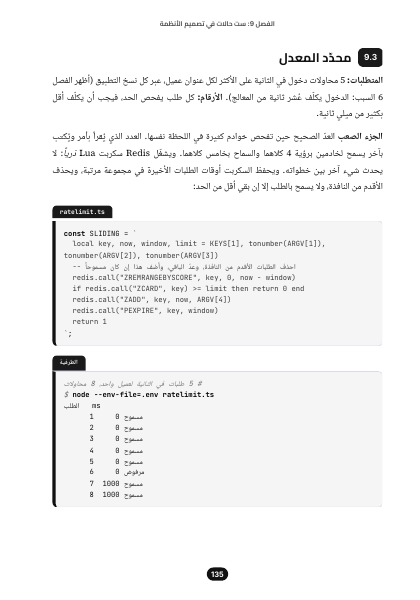 الفصل 9: ست حالات في تصميم الأنظمة
9.3 محدّد المعدل
المتطلبات: 5 محاولات دخول في الثانية على الأكثر لكل عنوان عميل، عبر كل نسخ التطبيق (أظهر الفصل
6 السبب: الدخول يكلّف عُشر ثانية من المعالج). الأرقام: كل طلب يفحص الحد، فيجب أن يكلّف أقل
بكثير من ميلي ثانية.
الجزء الصعب العدّ الصحيح حين تفحص خوادم كثيرة في اللحظة نفسها. العدد الذي يُقرأ بأمر ويُكتب
بآخر يسمح لخادمين برؤية 4 كلاهما والسماح بخامس كلاهما. ويشغّل Redis سكربت Lua ذرياً: لا
يحدث شيء آخر بين خطواته. ويحفظ السكربت أوقات الطلبات الأخيرة في مجموعة مرتبة، ويحذف
الأقدم من النافذة، ولا يسمح بالطلب إلا إن بقي أقل من الحد:
ratelimit.ts
const SLIDING = `
local key, now, window, limit = KEYS[1], tonumber(ARGV[1]),
tonumber(ARGV[2]), tonumber(ARGV[3])
-- احذف الطلبات الأقدم من النافذة، وعدّ الباقي، وأضف هذا إن كان مسموحاً
redis.call("ZREMRANGEBYSCORE", key, 0, now - window)
if redis.call("ZCARD", key) >= limit then return 0 end
redis.call("ZADD", key, now, ARGV[4])
redis.call("PEXPIRE", key, window)
return 1
`;
الطرفية
# 5 طلبات في الثانية لعميل واحد، 8 محاولات
$ node --env-file=.env ratelimit.ts
الطلب ms
1 0 مسموح
2 0 مسموح
3 0 مسموح
4 0 مسموح
5 0 مسموح
6 0 مرفوض
7 1000 مسموح
8 1000 مسموح
135